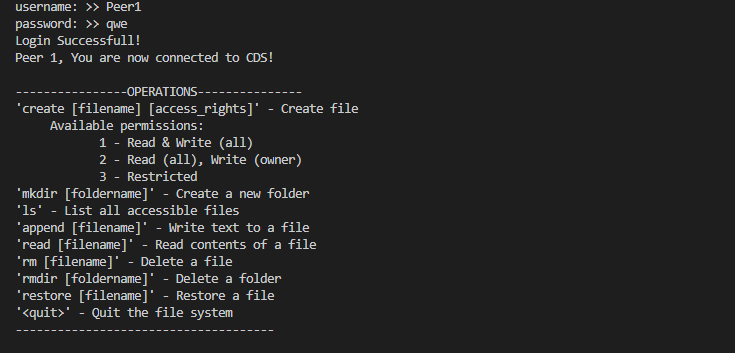 username: >> Peer1
password: >> qwe
Login Successfull!
Peer 1, You are now connected to CDS!
----------------OPERATIONS---------------
'create [filename] [access_rights]' - Create file
Available permissions:
1 - Read & Write (all)
2 - Read (all), Write (owner)
3 - Restricted
'mkdir [foldername]' - Create a new folder
'ls' - List all accessible files
'append [filename]' - Write text to a file
'read [filename]' - Read contents of a file
'rm [filename]' - Delete a file
'rmdir [foldername]' - Delete a folder
'restore [filename]' - Restore a file
'<quit>' - Quit the file system
-------------------------------------